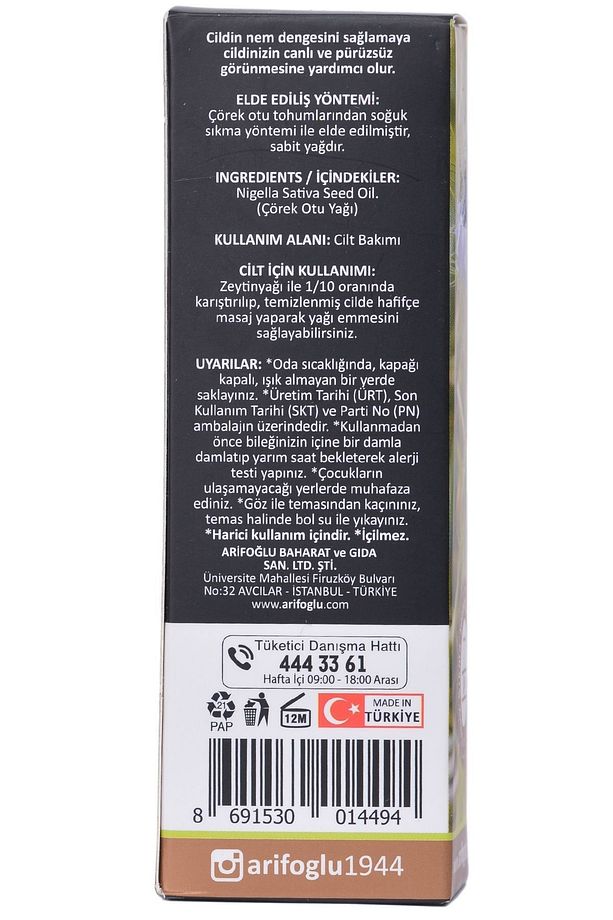 Cildin nem dengesini sağlamaya
cildinizin canlı ve pürüzsüz
görünmesine yardımcı olur.
ELDE EDİLİŞ YÖNTEMİ:
Çörek otu tohumlarından soğuk
sıkma yöntemi ile elde edilmiştir,
sabit yağdır.
INGREDIENTS / İÇİNDEKİLER:
Nigella Sativa Seed Oil.
(Çörek Otu Yağı)
KULLANIM ALANI: Cilt Bakımı
CİLT İÇİN KULLANIMI:
Zeytinyağı ile 1/10 oranında
karıştırılıp, temizlenmiş cilde hafifçe
masaj yaparak yağı emmesini
sağlayabilirsiniz.
UYARILAR: *Oda sıcaklığında, kapağı
kapalı, ışık almayan bir yerde
saklayınız. *Üretim Tarihi (ÜRT), Son
Kullanım Tarihi (SKT) ve Parti No (PN)
ambalajın üzerindedir. *Kullanmadan
önce bileğinizin içine bir damla
damlatıp yarım saat bekleterek alerji
testi yapınız. *Çocukların
ulaşamayacağı yerlerde muhafaza
ediniz. *Göz ile temasından kaçınınız,
temas halinde bol su ile yıkayınız.
*Harici kullanım içindir. *İçilmez.
ARİFOĞLU BAHARAT ve GIDA
SAN. LTD. ŞTİ.
Üniversite Mahallesi Firuzköy Bulvarı
No:32 AVCILAR - İSTANBUL - TÜRKİYE
www.arifoglu.com
Tüketici Danışma Hattı
444 33 61
Hafta İçi 09:00 - 18:00 Arası
21
PAP
12M
MADE IN
TÜRKİYE
8 691530 014494
arifoglu1944